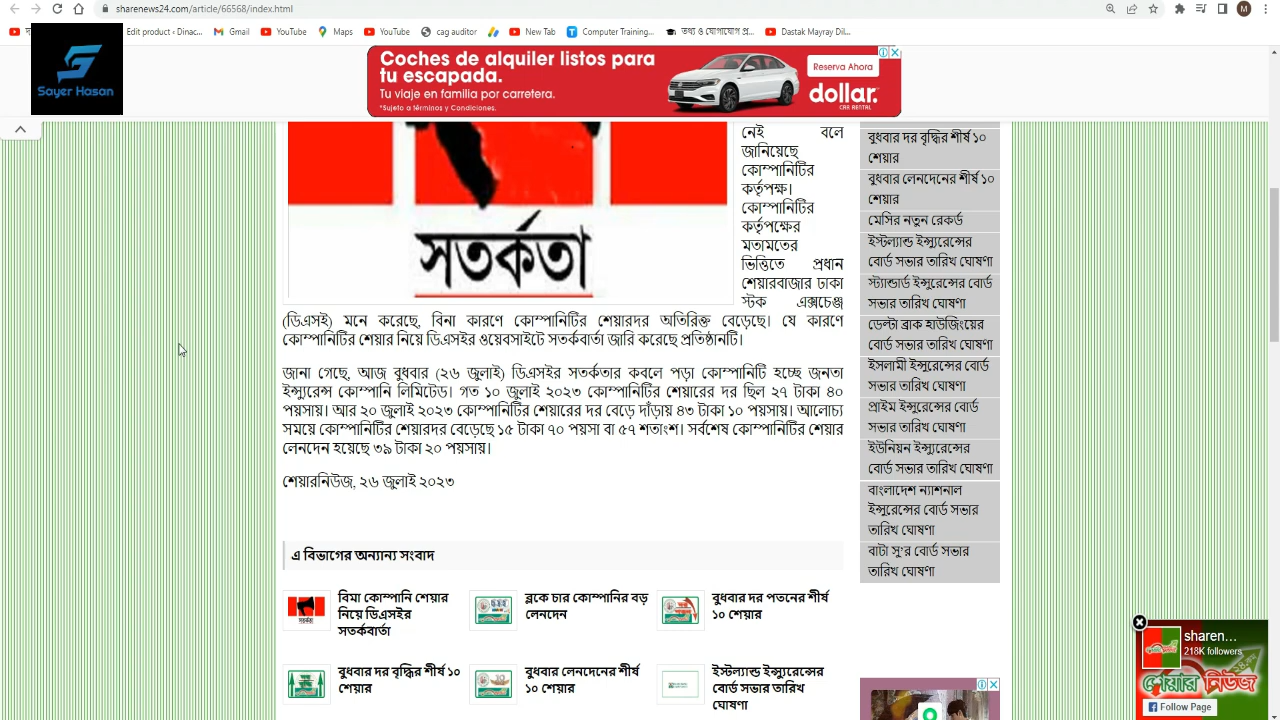 sharenews24.com/article/66568/index.html
Edit product ‹ Dinac...
Gmail
YouTube
Maps
YouTube
cag auditor
New Tab
Computer Training...
তথ্য ও যোগাযোগ প্র...
Dastak Mayray Dil...
Sayer Hasan
Coches de alquiler listos para
tu escapada.
Tu viaje en familia por carretera.
*Sujeto a términos y Condiciones.
Reserva Ahora
dollar.
CAR RENTAL
সতর্কতা
নেই বলে
জানিয়েছে
কোম্পানিটির
কর্তৃপক্ষ।
কোম্পানিটির
কর্তৃপক্ষের
মতামতের
ভিত্তিতে প্রধান
শেয়ারবাজার ঢাকা
স্টক এক্সচেঞ্জ
(ডিএসই) মনে করেছে, বিনা কারণে কোম্পানিটির শেয়ারদর অতিরিক্ত বেড়েছে। যে কারণে
কোম্পানিটির শেয়ার নিয়ে ডিএসইর ওয়েবসাইটে সতর্কবার্তা জারি করেছে প্রতিষ্ঠানটি।
জানা গেছে, আজ বুধবার (২৬ জুলাই) ডিএসইর সতর্কতার কবলে পড়া কোম্পানিটি হচ্ছে জনতা
ইন্স্যুরেন্স কোম্পানি লিমিটেড। গত ১০ জুলাই ২০২৩ কোম্পানিটির শেয়ারের দর ছিল ২৭ টাকা ৪০
পয়সায়। আর ২০ জুলাই ২০২৩ কোম্পানিটির শেয়ারের দর বেড়ে দাঁড়ায় ৪৩ টাকা ১০ পয়সায়। আলোচ্য
সময়ে কোম্পানিটির শেয়ারদর বেড়েছে ১৫ টাকা ৭০ পয়সা বা ৫৭ শতাংশ। সর্বশেষ কোম্পানিটির শেয়ার
লেনদেন হয়েছে ৩৯ টাকা ২০ পয়সায়।
শেয়ারনিউজ, ২৬ জুলাই ২০২৩
এ বিভাগের অন্যান্য সংবাদ
বিমা কোম্পানি শেয়ার
নিয়ে ডিএসইর
সতর্কবার্তা
ব্লকে চার কোম্পানির বড়
লেনদেন
বুধবার দর পতনের শীর্ষ
১০ শেয়ার
বুধবার দর বৃদ্ধির শীর্ষ ১০
শেয়ার
বুধবার লেনদেনের শীর্ষ
১০ শেয়ার
ইস্টল্যান্ড ইন্স্যুরেন্সের
বোর্ড সভার তারিখ
ঘোষণা
বুধবার দর বৃদ্ধির শীর্ষ ১০
শেয়ার
বুধবার লেনদেনের শীর্ষ ১০
শেয়ার
মেসির নতুন রেকর্ড
ইস্টল্যান্ড ইন্স্যুরেন্সের
বোর্ড সভার তারিখ ঘোষণা
স্ট্যান্ডার্ড ইন্সুরেন্সের বোর্ড
সভার তারিখ ঘোষণা
ডেল্টা ব্রাক হাউজিংয়ের
বোর্ড সভার তারিখ ঘোষণা
ইসলামী ইন্সুরেন্সের বোর্ড
সভার তারিখ ঘোষণা
প্রাইম ইন্সুরেন্সের বোর্ড
সভার তারিখ ঘোষণা
ইউনিয়ন ইন্স্যুরেন্সের
বোর্ড সভার তারিখ ঘোষণা
বাংলাদেশ ন্যাশনাল
ইন্সুরেন্সের বোর্ড সভার
তারিখ ঘোষণা
বাটা সু'র বোর্ড সভার
তারিখ ঘোষণা
sharen...
218K followers
শেয়ার নিউজ
Follow Page